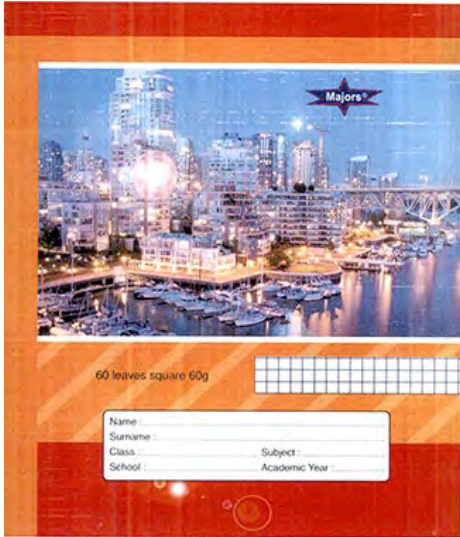 Majors®
60 leaves square 60g
Name :
Surname :
Class : Subject :
School : Academic Year :